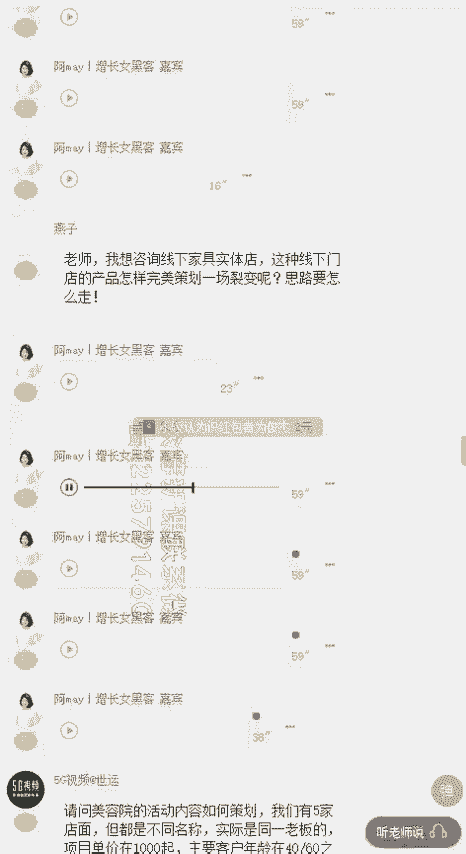 59"
阿may丨增长女黑客 嘉宾
59"
阿may丨增长女黑客 嘉宾
16"
燕子
老师，我想咨询线下家具实体店，这种线下门
店的产品怎样完美策划一场裂变呢？思路要怎
么走！
阿may丨增长女黑客 嘉宾
23"
阿may丨增长女黑客 嘉宾
59"
阿may丨增长女黑客 嘉宾
59"
阿may丨增长女黑客 嘉宾
59"
阿may丨增长女黑客 嘉宾
38"
5G视频@世运
请问美容院的活动内容如何策划，我们有5家
店面，但都是不同名称，实际是同一老板的，
项目单价在1000起，主要客户年龄在40/60之
听老师说